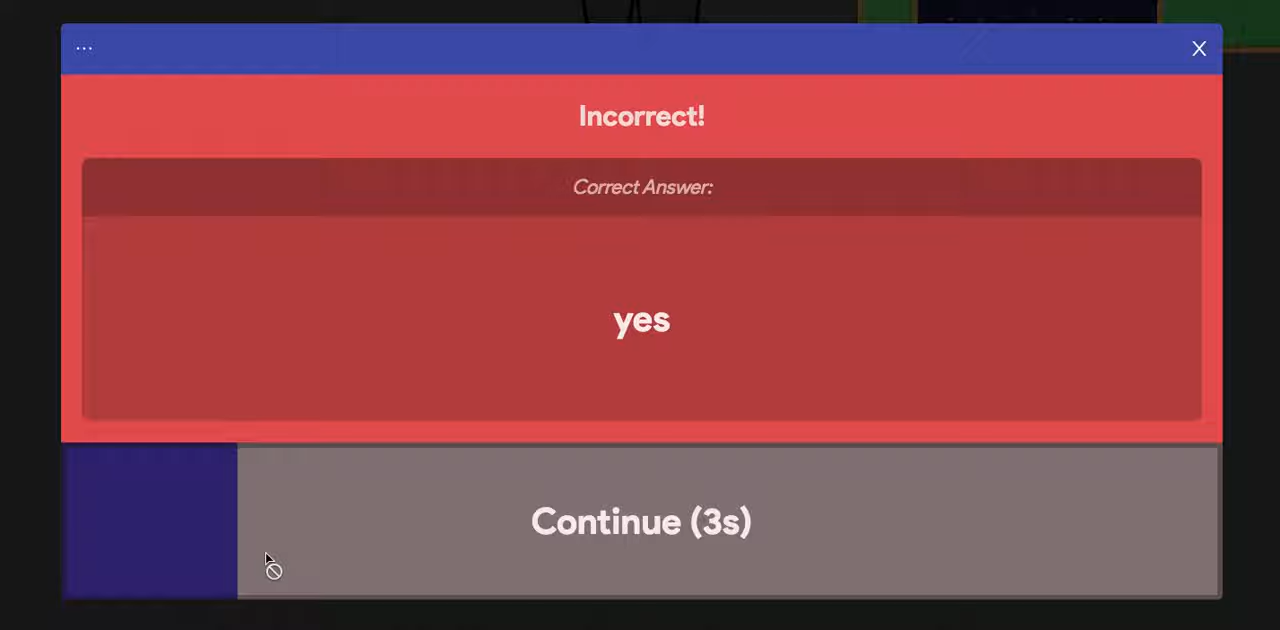 ...
X
Incorrect!
Correct Answer:
yes
Continue (3s)